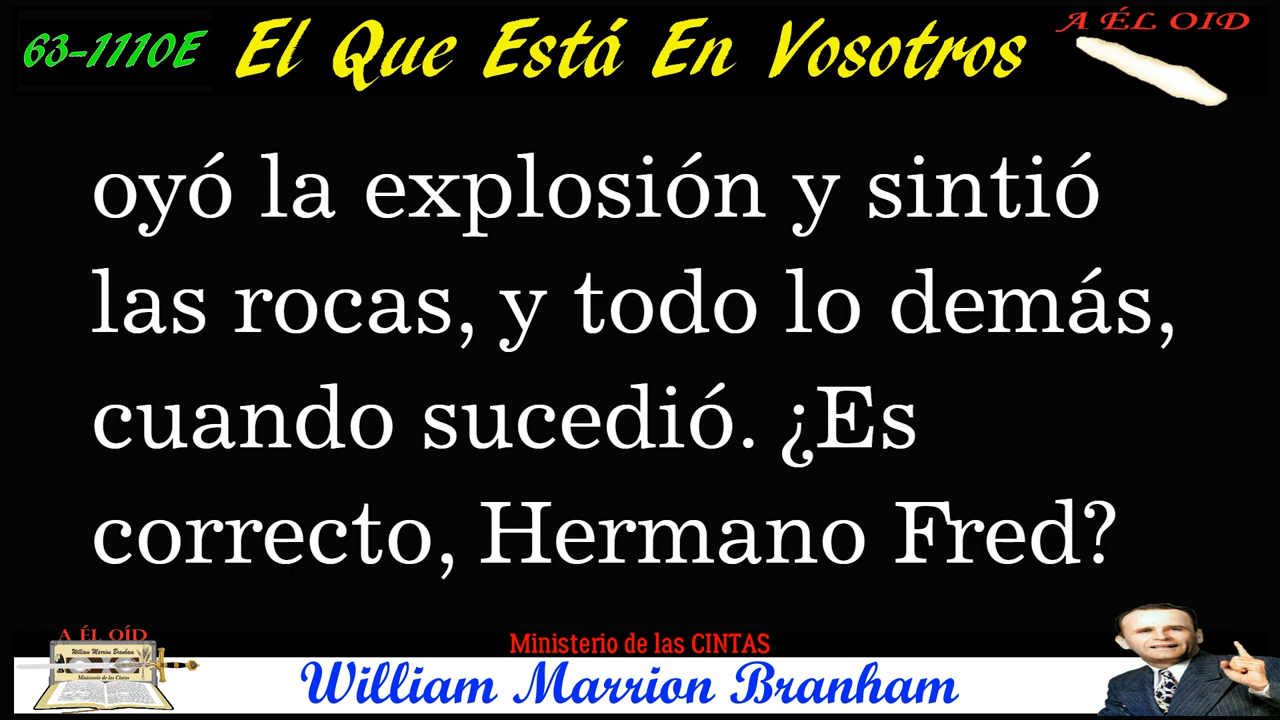 63-1110E El Que Está En Vosotros
A ÉL OID
oyó la explosión y sintió
las rocas, y todo lo demás,
cuando sucedió. ¿Es
correcto, Hermano Fred?
A ÉL OÍD
William Marrion Branham
Ministerio de las Cintas
Ministerio de las CINTAS
William Marrion Branham